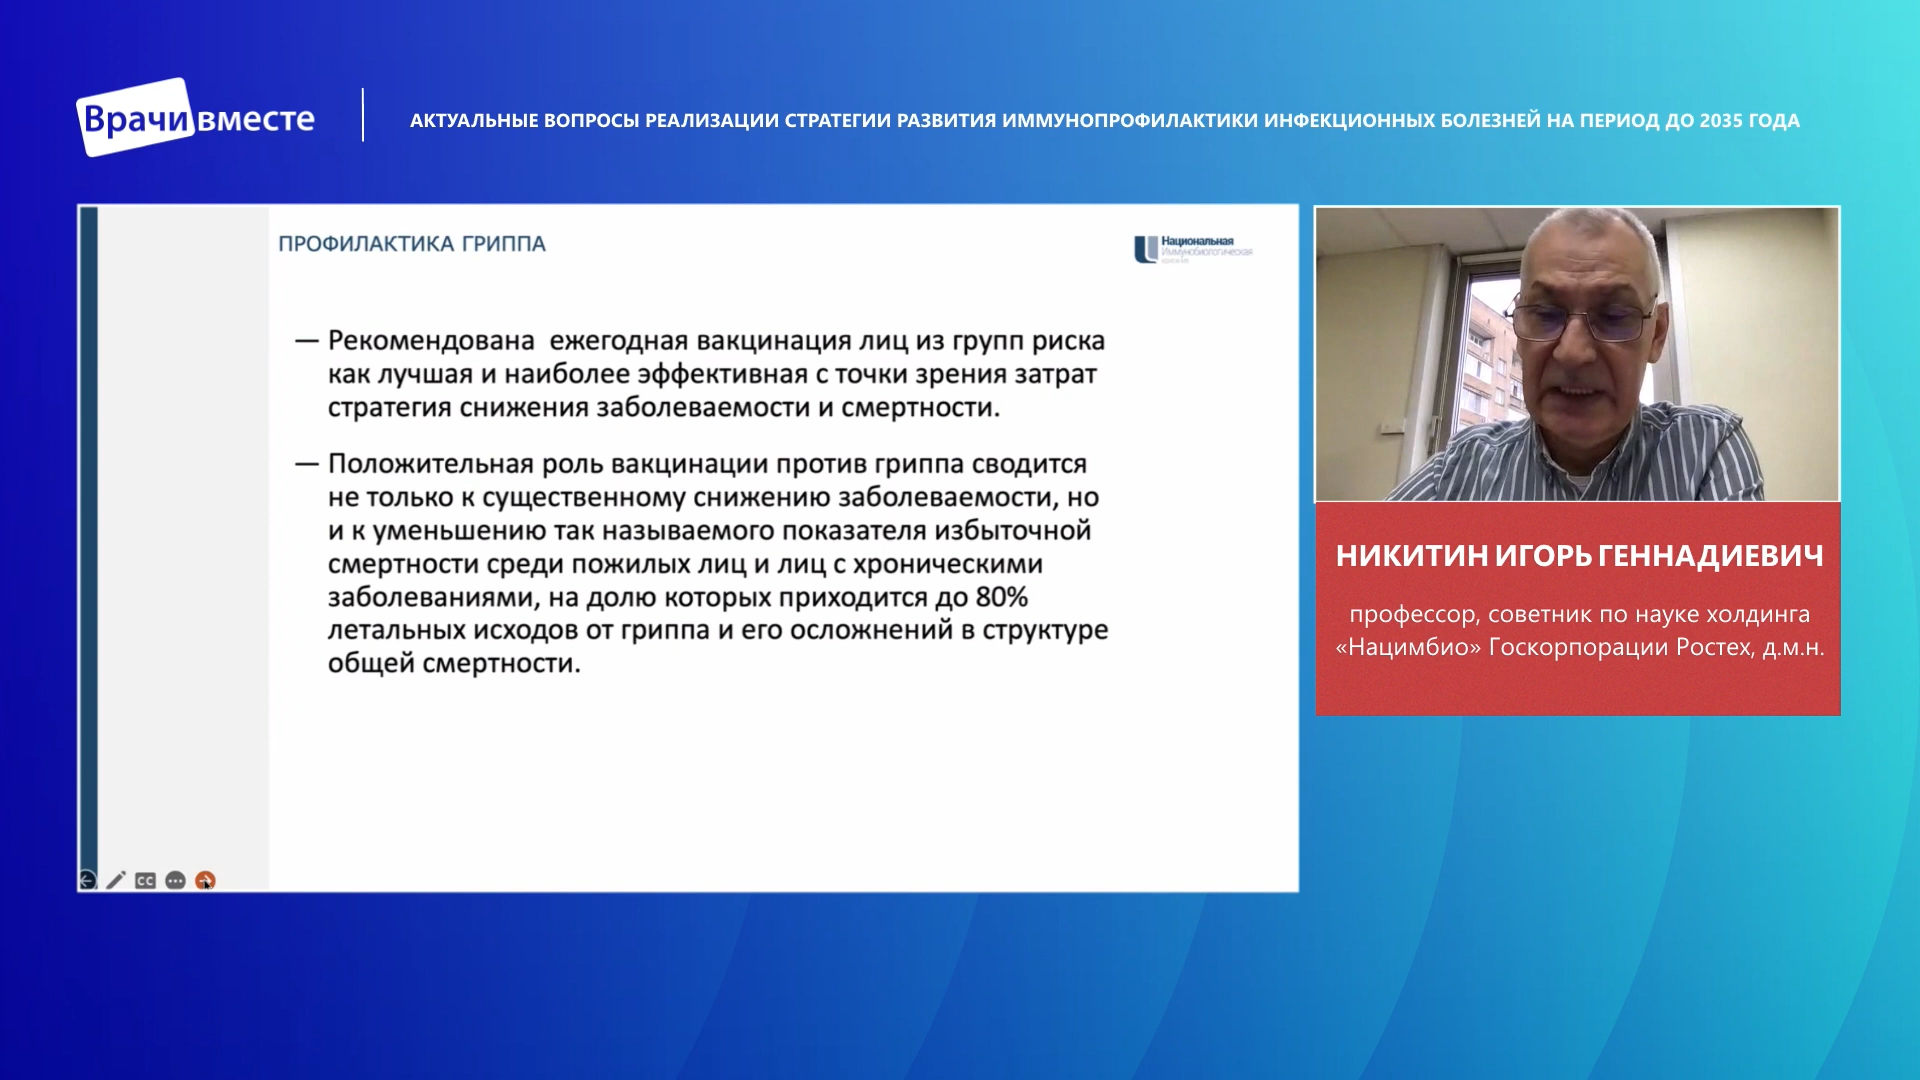 Врачи вместе
АКТУАЛЬНЫЕ ВОПРОСЫ РЕАЛИЗАЦИИ СТРАТЕГИИ РАЗВИТИЯ ИММУНОПРОФИЛАКТИКИ ИНФЕКЦИОННЫХ БОЛЕЗНЕЙ НА ПЕРИОД ДО 2035 ГОДА
ПРОФИЛАКТИКА ГРИППА
Национальная
Иммунобиологическая
— Рекомендована ежегодная вакцинация лиц из групп риска
как лучшая и наиболее эффективная с точки зрения затрат
стратегия снижения заболеваемости и смертности.
— Положительная роль вакцинации против гриппа сводится
не только к существенному снижению заболеваемости, но
и к уменьшению так называемого показателя избыточной
смертности среди пожилых лиц и лиц с хроническими
заболеваниями, на долю которых приходится до 80%
летальных исходов от гриппа и его осложнений в структуре
общей смертности.
CC
НИКИТИН ИГОРЬ ГЕННАДИЕВИЧ
профессор, советник по науке холдинга
«Нацимбио» Госкорпорации Ростех, д.м.н.